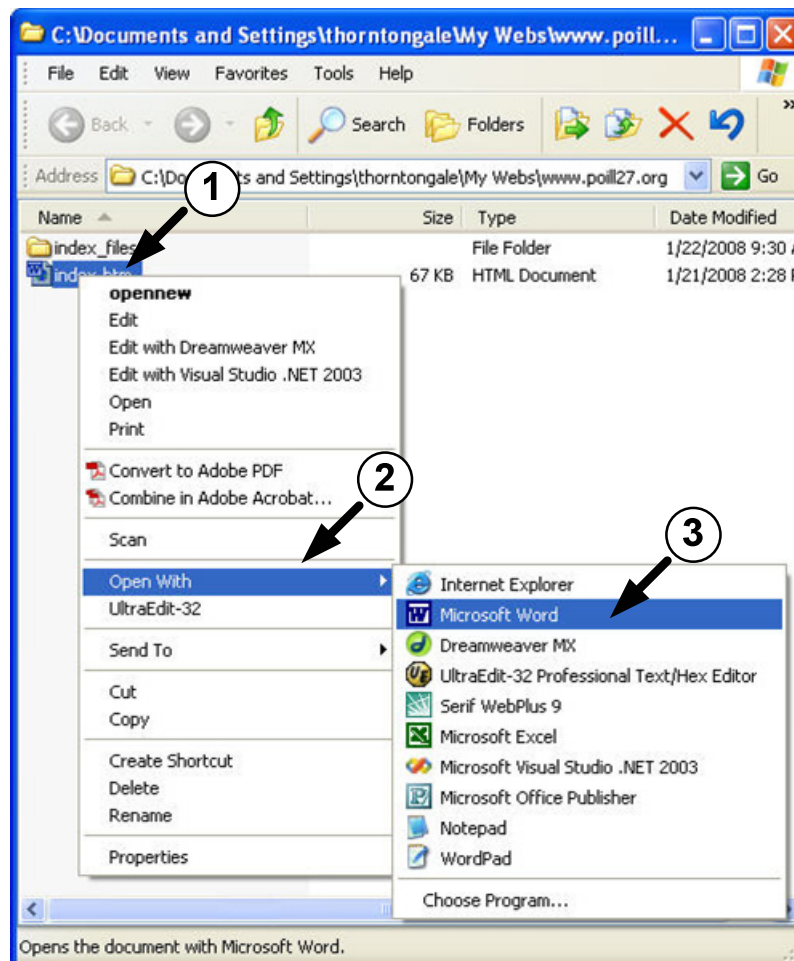 C:\Documents and Settings\thorntongale\My Webs\www.poill...
File Edit View Favorites Tools Help
Back Search Folders »
Address C:\Do ts and Settings\thorntongale\My Webs\www.poill27.org Go
1
Name Size Type Date Modified
index_files File Folder 1/22/2008 9:30
index.htm 67 KB HTML Document 1/21/2008 2:28
opennew
Edit
Edit with Dreamweaver MX
Edit with Visual Studio .NET 2003
Open
Print
Convert to Adobe PDF
2
Combine in Adobe Acrobat...
Scan
3
Open With
UltraEdit-32
Send To
Cut
Copy
Create Shortcut
Delete
Rename
Properties
Internet Explorer
Microsoft Word
Dreamweaver MX
UltraEdit-32 Professional Text/Hex Editor
Serif WebPlus 9
Microsoft Excel
Microsoft Visual Studio .NET 2003
Microsoft Office Publisher
Notepad
WordPad
Choose Program...
Opens the document with Microsoft Word.